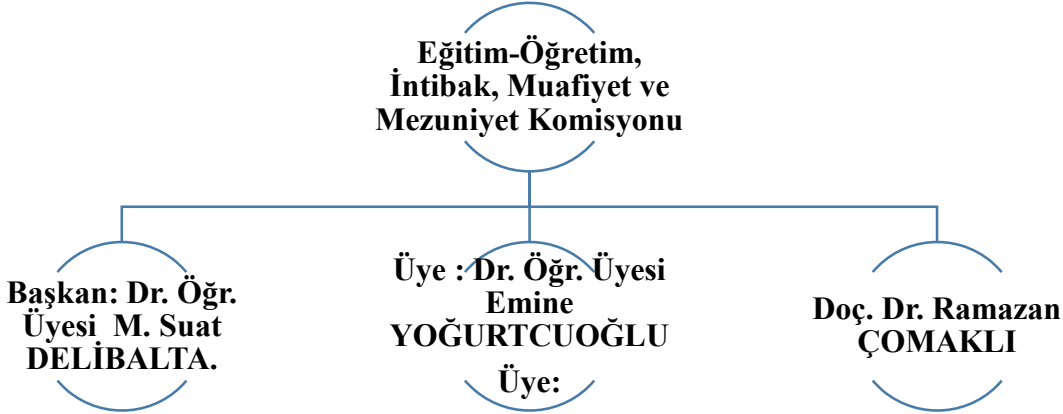 Eğitim-Öğretim,
İntibak, Muafiyet ve
Mezuniyet Komisyonu
Başkan: Dr. Öğr.
Üyesi  M. Suat
DELİBALTA.
Üye : Dr. Öğr. Üyesi
Emine
YOĞURTCUOĞLU
Üye:
Doç. Dr. Ramazan
ÇOMAKLI